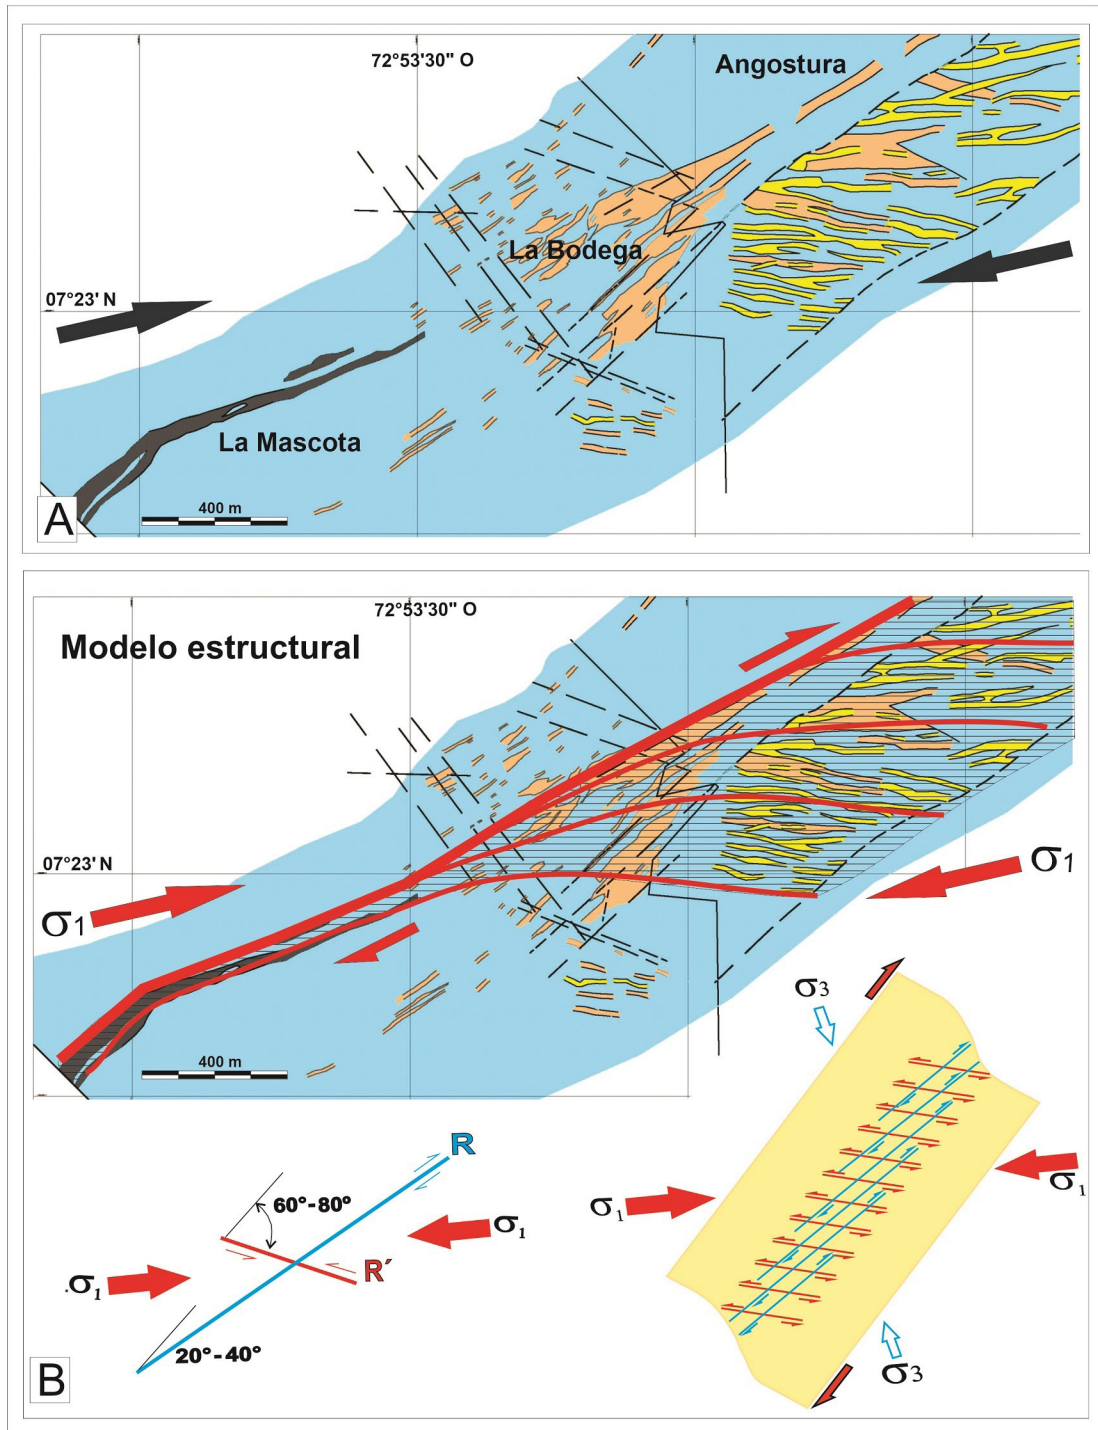 72°53'30" O
Angostura
La Bodega
07°23' N
La Mascota
400 m
A
72°53'30" O
Modelo estructural
07°23' N
σ1
σ1
400 m
σ3
R
60°-80°
σ1
σ1
σ1
R´
.σ1
20°-40°
B
σ3